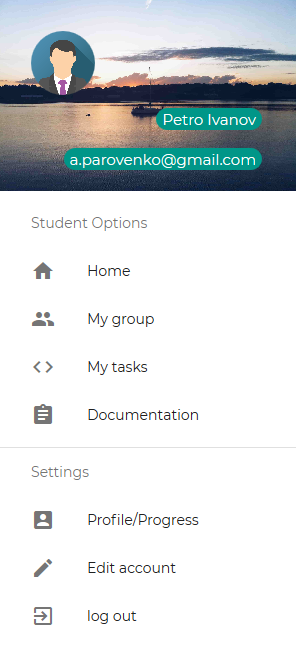 Petro Ivanov
a.parovenko@gmail.com
Student Options
Home
My group
My tasks
Documentation
Settings
Profile/Progress
Edit account
log out